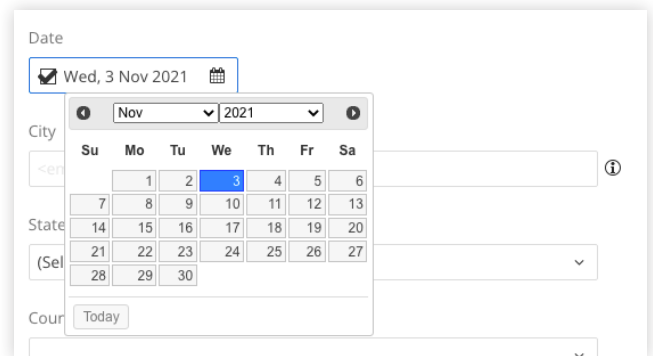 Date
Wed, 3 Nov 2021
Nov 2021
City
Su Mo Tu We Th Fr Sa
<em
1 2 3 4 5 6
7 8 9 10 11 12 13
State
14 15 16 17 18 19 20
21 22 23 24 25 26 27
(Sel
28 29 30
Cour
Today